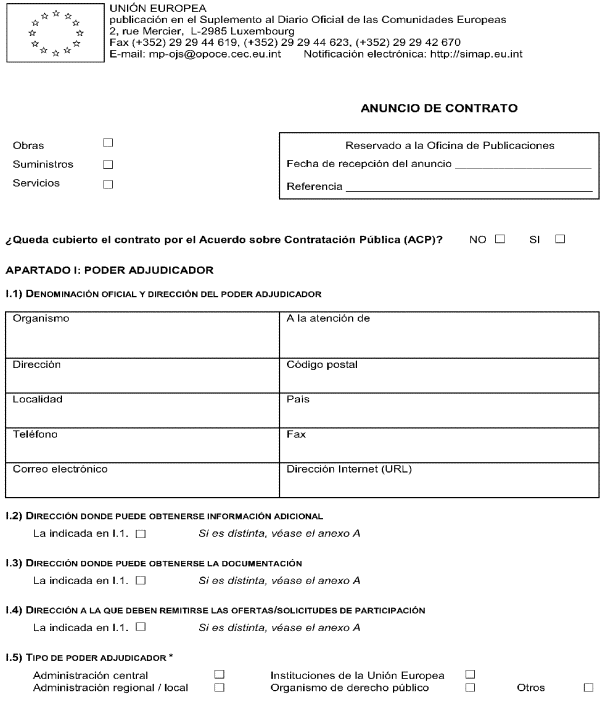 UNIÓN EUROPEA
publicación en el Suplemento al Diario Oficial de las Comunidades Europeas
2, rue Mercier, L-2985 Luxembourg
Fax (+352) 29 29 44 619, (+352) 29 29 44 623, (+352) 29 29 42 670
E-mail: mp-ojs@opoce.cec.eu.int Notificación electrónica: http://simap.eu.int
ANUNCIO DE CONTRATO
Obras
Suministros
Servicios
Reservado a la Oficina de Publicaciones
Fecha de recepción del anuncio
Referencia
¿Queda cubierto el contrato por el Acuerdo sobre Contratación Pública (ACP)? NO SI
APARTADO I: PODER ADJUDICADOR
I.1) DENOMINACIÓN OFICIAL Y DIRECCIÓN DEL PODER ADJUDICADOR
Organismo A la atención de
Dirección Código postal
Localidad País
Teléfono Fax
Correo electrónico Dirección Internet (URL)
I.2) DIRECCIÓN DONDE PUEDE OBTENERSE INFORMACIÓN ADICIONAL
La indicada en I.1. Si es distinta, véase el anexo A
I.3) DIRECCIÓN DONDE PUEDE OBTENERSE LA DOCUMENTACIÓN
La indicada en I.1. Si es distinta, véase el anexo A
I.4) DIRECCIÓN A LA QUE DEBEN REMITIRSE LAS OFERTAS/SOLICITUDES DE PARTICIPACIÓN
La indicada en I.1. Si es distinta, véase el anexo A
I.5) TIPO DE PODER ADJUDICADOR *
Administración central Instituciones de la Unión Europea
Administración regional / local Organismo de derecho público Otros